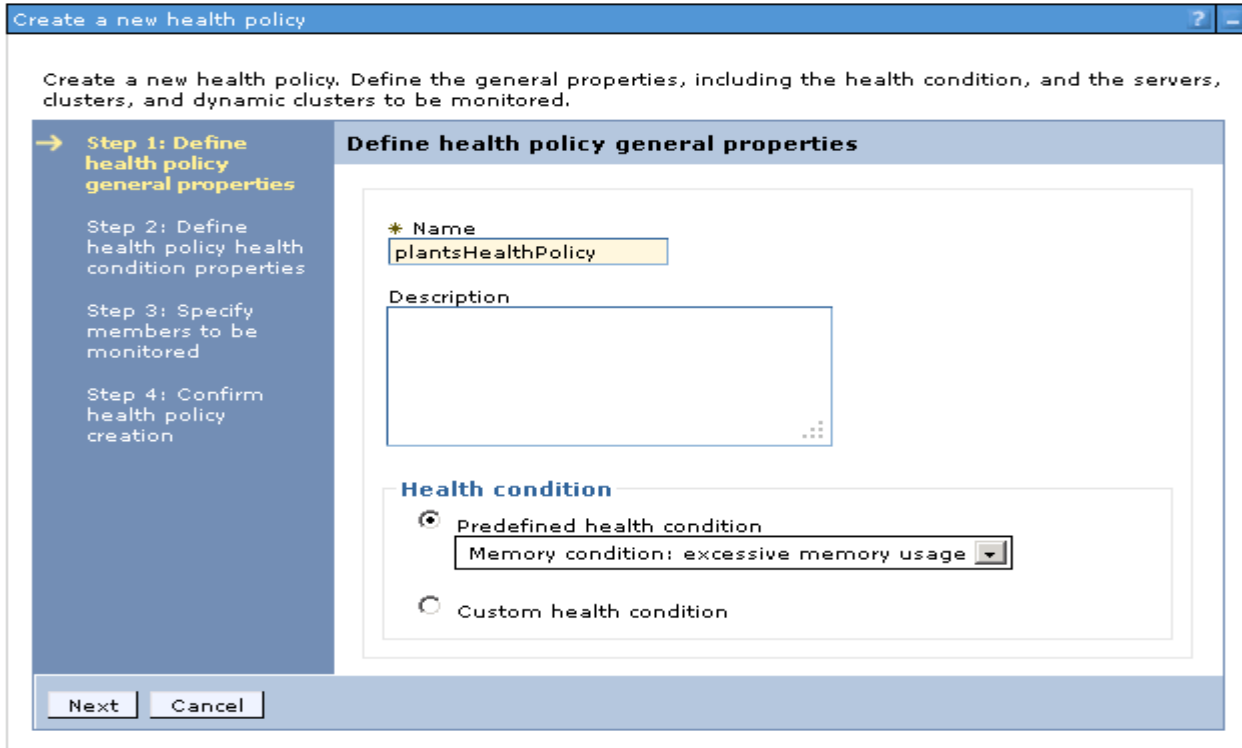 Create a new health policy
?
Create a new health policy. Define the general properties, including the health condition, and the servers,
clusters, and dynamic clusters to be monitored.
Step 1: Define
health policy
general properties
Step 2: Define
health policy health
condition properties
Step 3: Specify
members to be
monitored
Step 4: Confirm
health policy
creation
Define health policy general properties
* Name
plantsHealthPolicy
Description
Health condition
Predefined health condition
Memory condition: excessive memory usage
Custom health condition
Next
Cancel